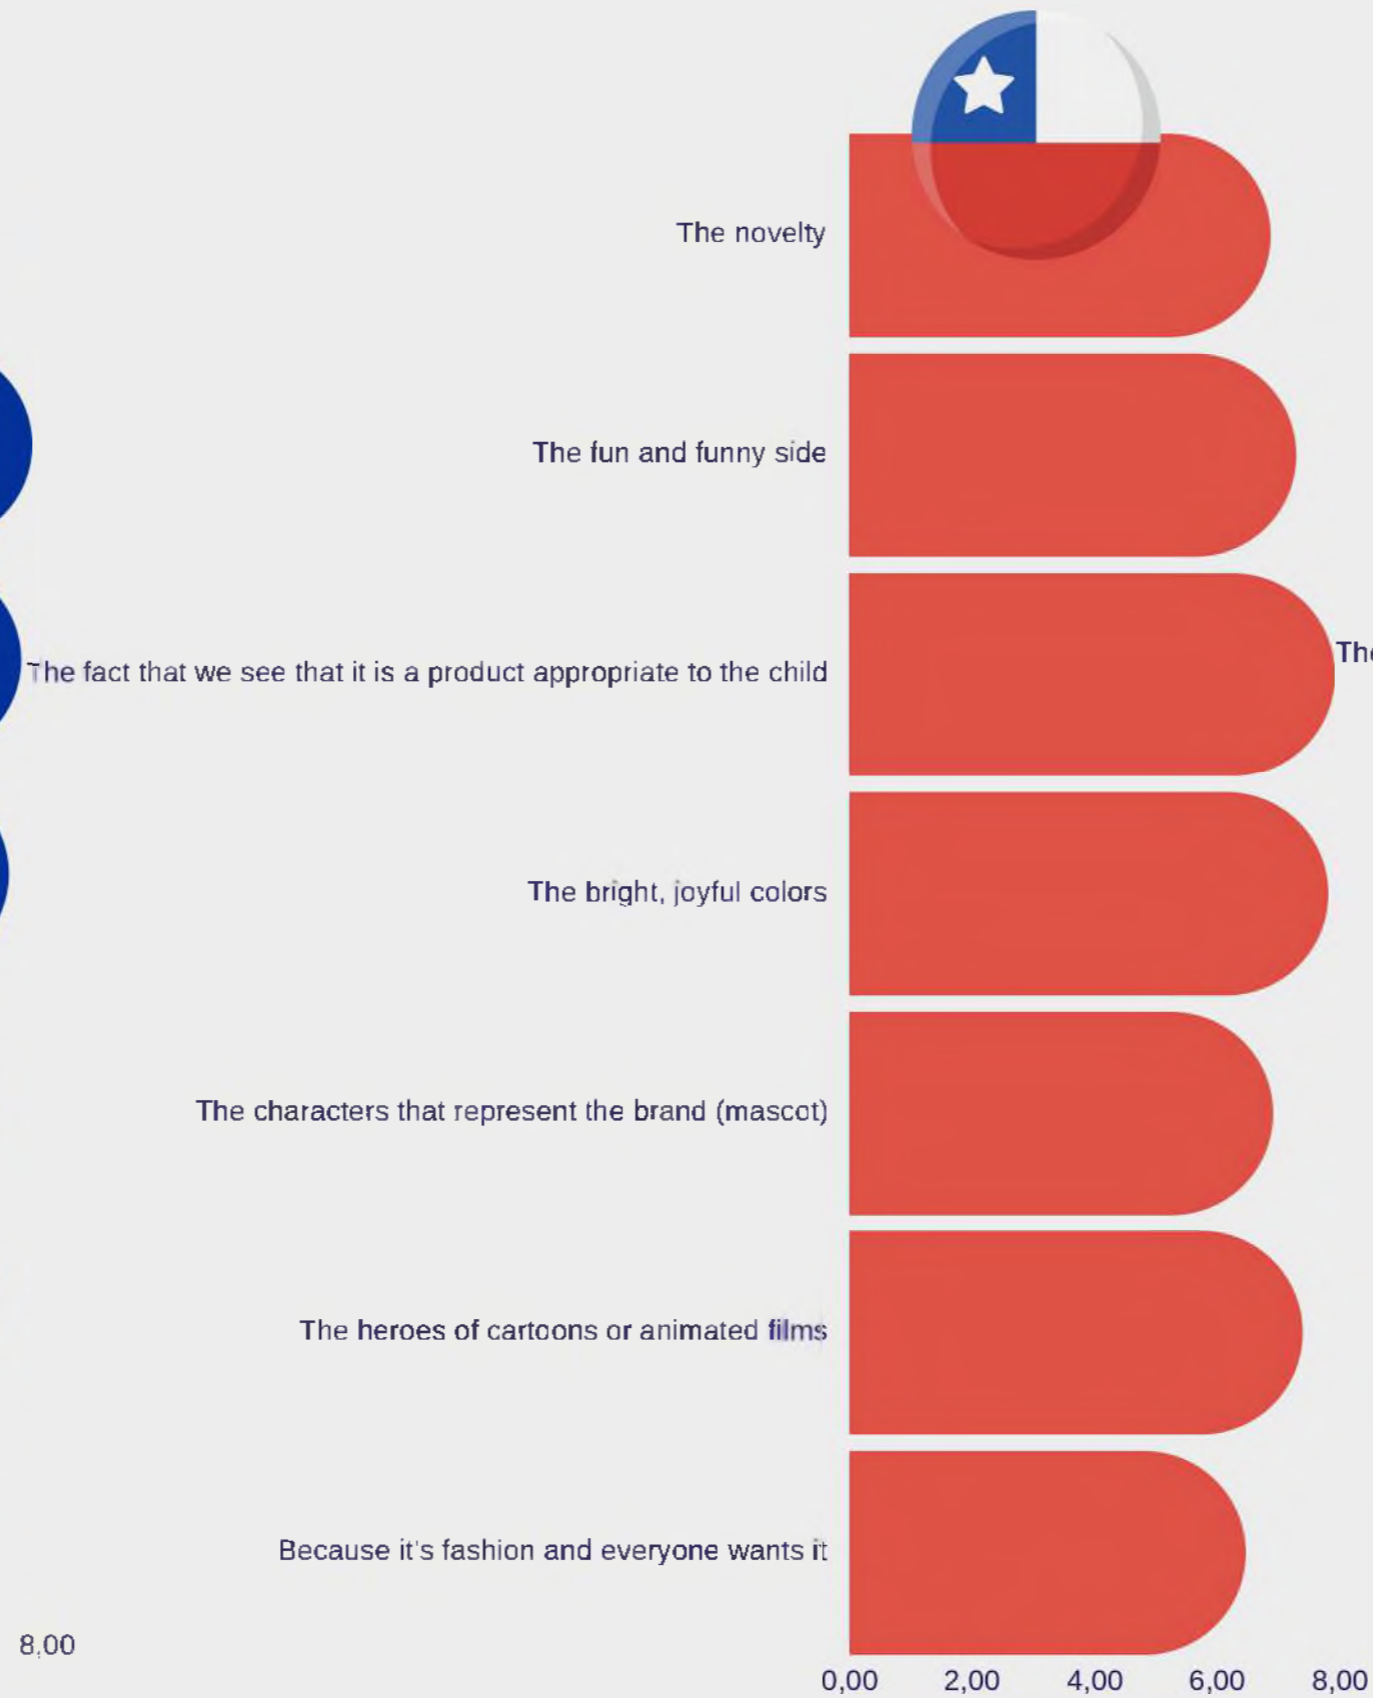 The novelty
The fun and funny side
The fact that we see that it is a product appropriate to the child
The
The bright, joyful colors
The characters that represent the brand (mascot)
The heroes of cartoons or animated films
Because it's fashion and everyone wants it
8,00
0,00 2,00 4,00 6,00 8,00